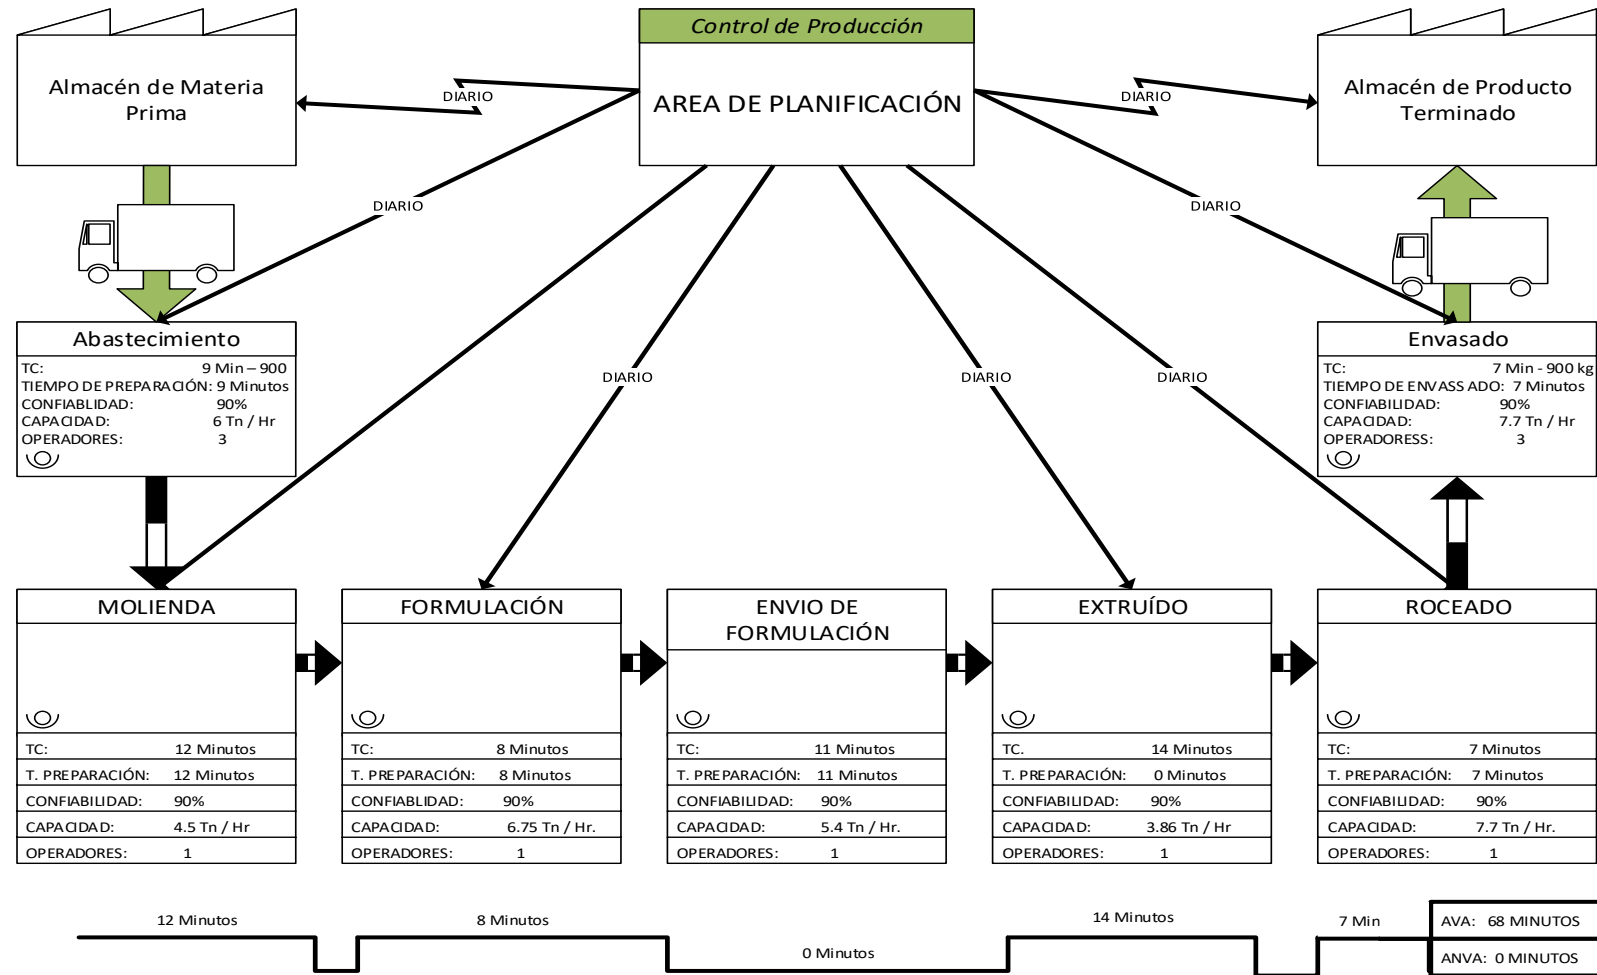 Control de Producción
AREA DE PLANIFICACIÓN
Almacén de Materia
Prima
Almacén de Producto
Terminado
DIARIO
DIARIO
DIARIO
DIARIO
DIARIO
DIARIO
DIARIO
Abastecimiento
TC: 9 Min – 900
TIEMPO DE PREPARACIÓN: 9 Minutos
CONFIABLIDAD: 90%
CAPACIDAD: 6 Tn / Hr
OPERADORES: 3
Envasado
TC: 7 Min - 900 kg
TIEMPO DE ENVASSADO: 7 Minutos
CONFIABILIDAD: 90%
CAPACIDAD: 7.7 Tn / Hr
OPERADORESS: 3
MOLIENDA
TC: 12 Minutos
T. PREPARACIÓN: 12 Minutos
CONFIABILIDAD: 90%
CAPACIDAD: 4.5 Tn / Hr
OPERADORES: 1
FORMULACIÓN
TC: 8 Minutos
T. PREPARACIÓN: 8 Minutos
CONFIABLIDAD: 90%
CAPACIDAD: 6.75 Tn / Hr.
OPERADORES: 1
ENVIO DE
FORMULACIÓN
TC: 11 Minutos
T. PREPARACIÓN: 11 Minutos
CONFIABILIDAD: 90%
CAPACIDAD: 5.4 Tn / Hr.
OPERADORES: 1
EXTRUÍDO
TC. 14 Minutos
T. PREPARACIÓN: 0 Minutos
CONFIABILIDAD: 90%
CAPACIDAD: 3.86 Tn / Hr
OPERADORES: 1
ROCEADO
TC: 7 Minutos
T. PREPARACIÓN: 7 Minutos
CONFIABILIDAD: 90%
CAPACIDAD: 7.7 Tn / Hr.
OPERADORES: 1
12 Minutos
8 Minutos
0 Minutos
14 Minutos
7 Min
AVA: 68 MINUTOS
ANVA: 0 MINUTOS